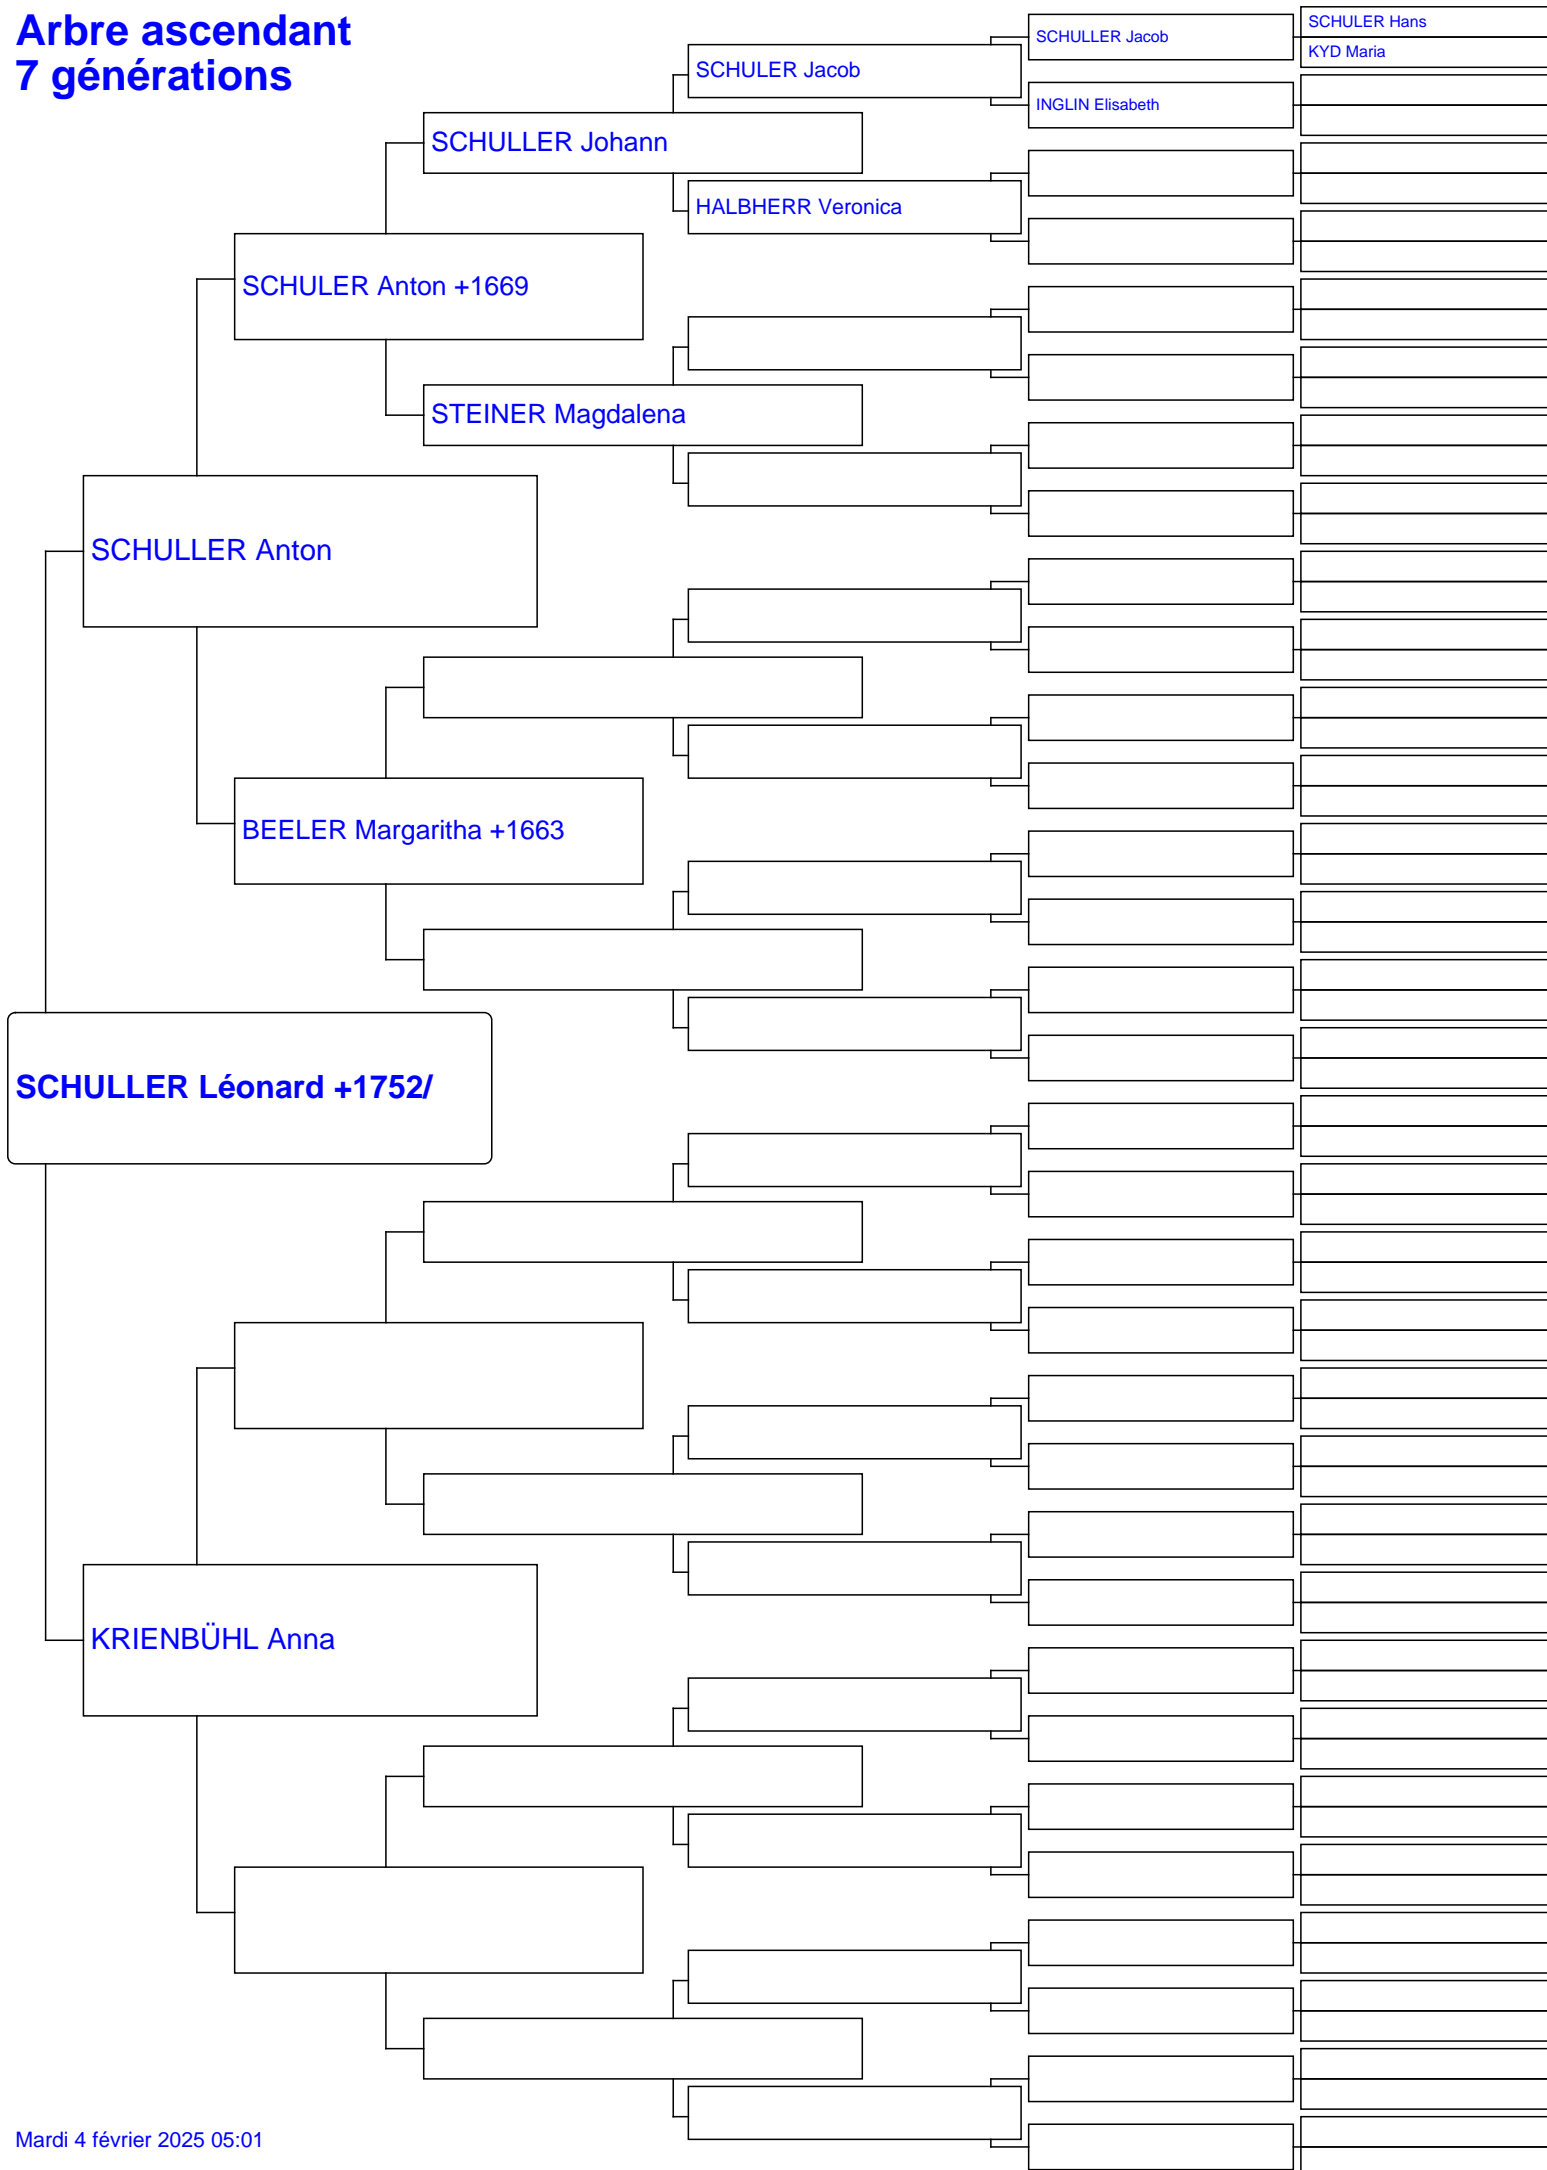 Arbre ascendant
7 générations
SCHULER Hans
KYD Maria
SCHULLER Jacob
SCHULER Jacob
INGLIN Elisabeth
SCHULLER Johann
HALBHERR Veronica
SCHULER Anton +1669
STEINER Magdalena
SCHULLER Anton
BEELER Margaritha +1663
SCHULLER Léonard +1752/
KRIENBÜHL Anna
Mardi 4 février 2025 05:01